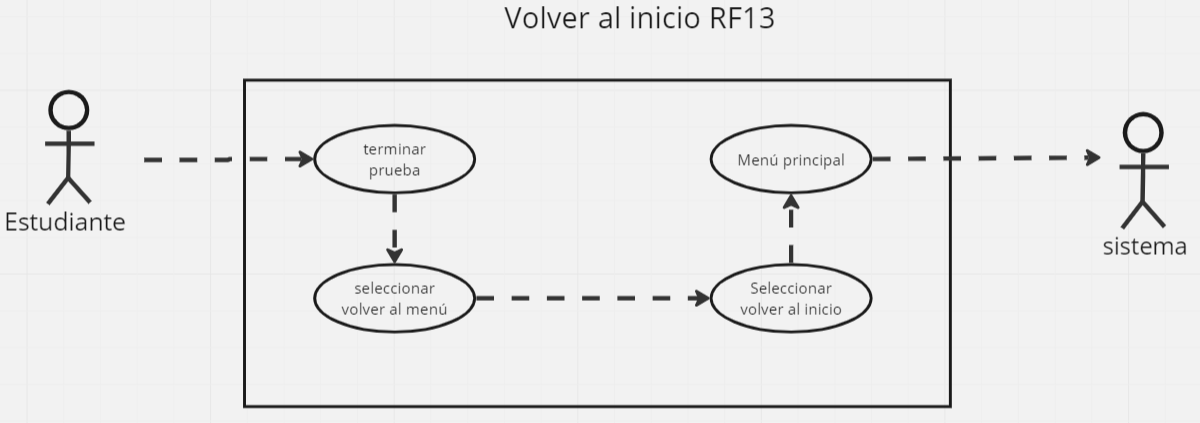 Volver al inicio RF13
Estudiante
terminar
prueba
seleccionar
volver al menú
Seleccionar
volver al inicio
Menú principal
sistema